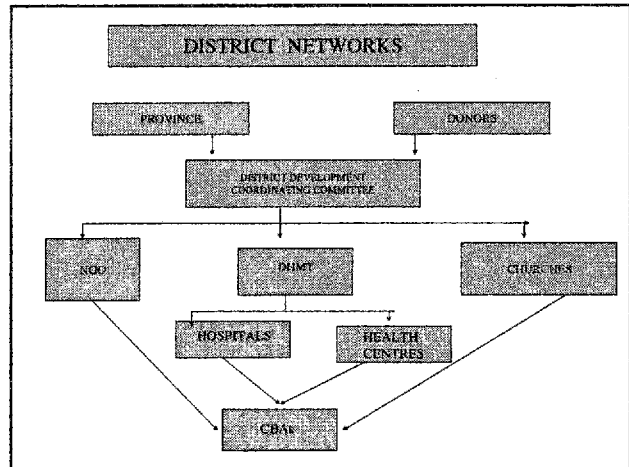 DISTRICT NETWORKS
PROVINCE
DONORS
DISTRICT DEVELOPMENT
COORDINATING COMMITTEE
NGO
DHMT
CHURCHES
HOSPITALS
HEALTH
CENTRES